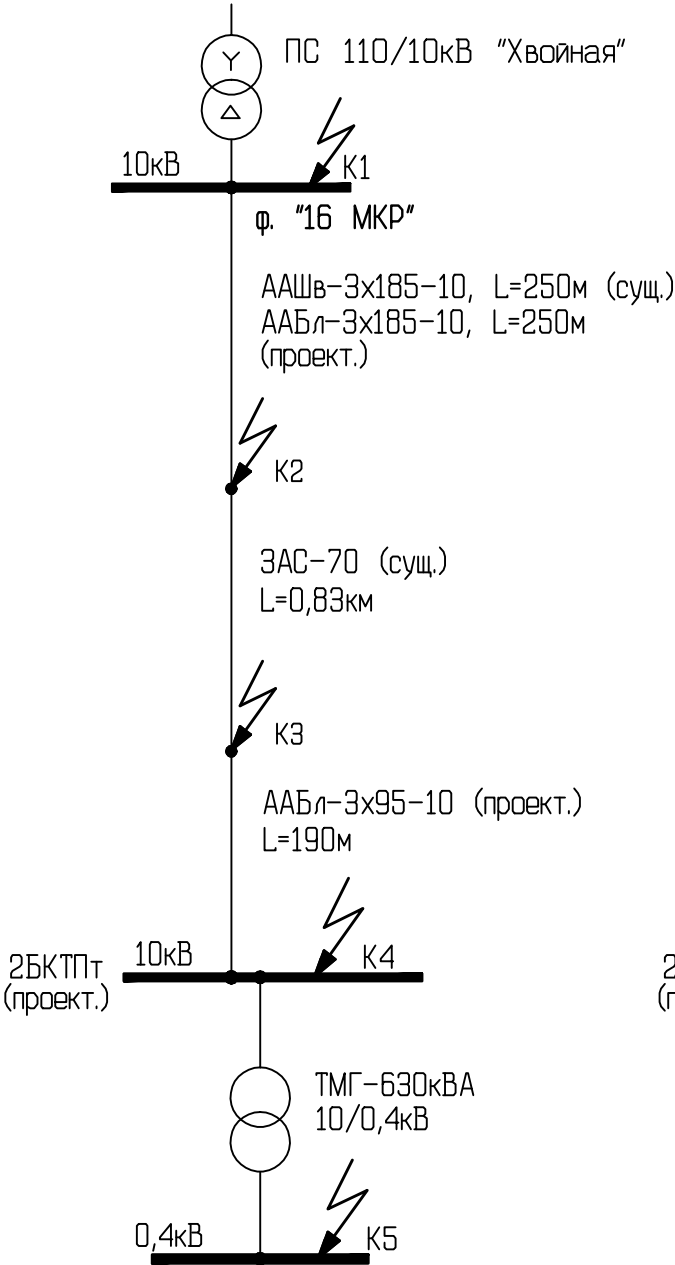 ПС 110/10кВ "Хвойная"
10кВ
К1
ф. "16 МКР"
ААШв-3х185-10, L=250м (сущ.)
ААБл-3х185-10, L=250м
(проект.)
К2
3АС-70 (сущ.)
L=0,83км
К3
ААБл-3х95-10 (проект.)
L=190м
10кВ
К4
2БКТПт
(проект.)
2
(п
ТМГ-630кВА
10/0,4кВ
0,4кВ
К5